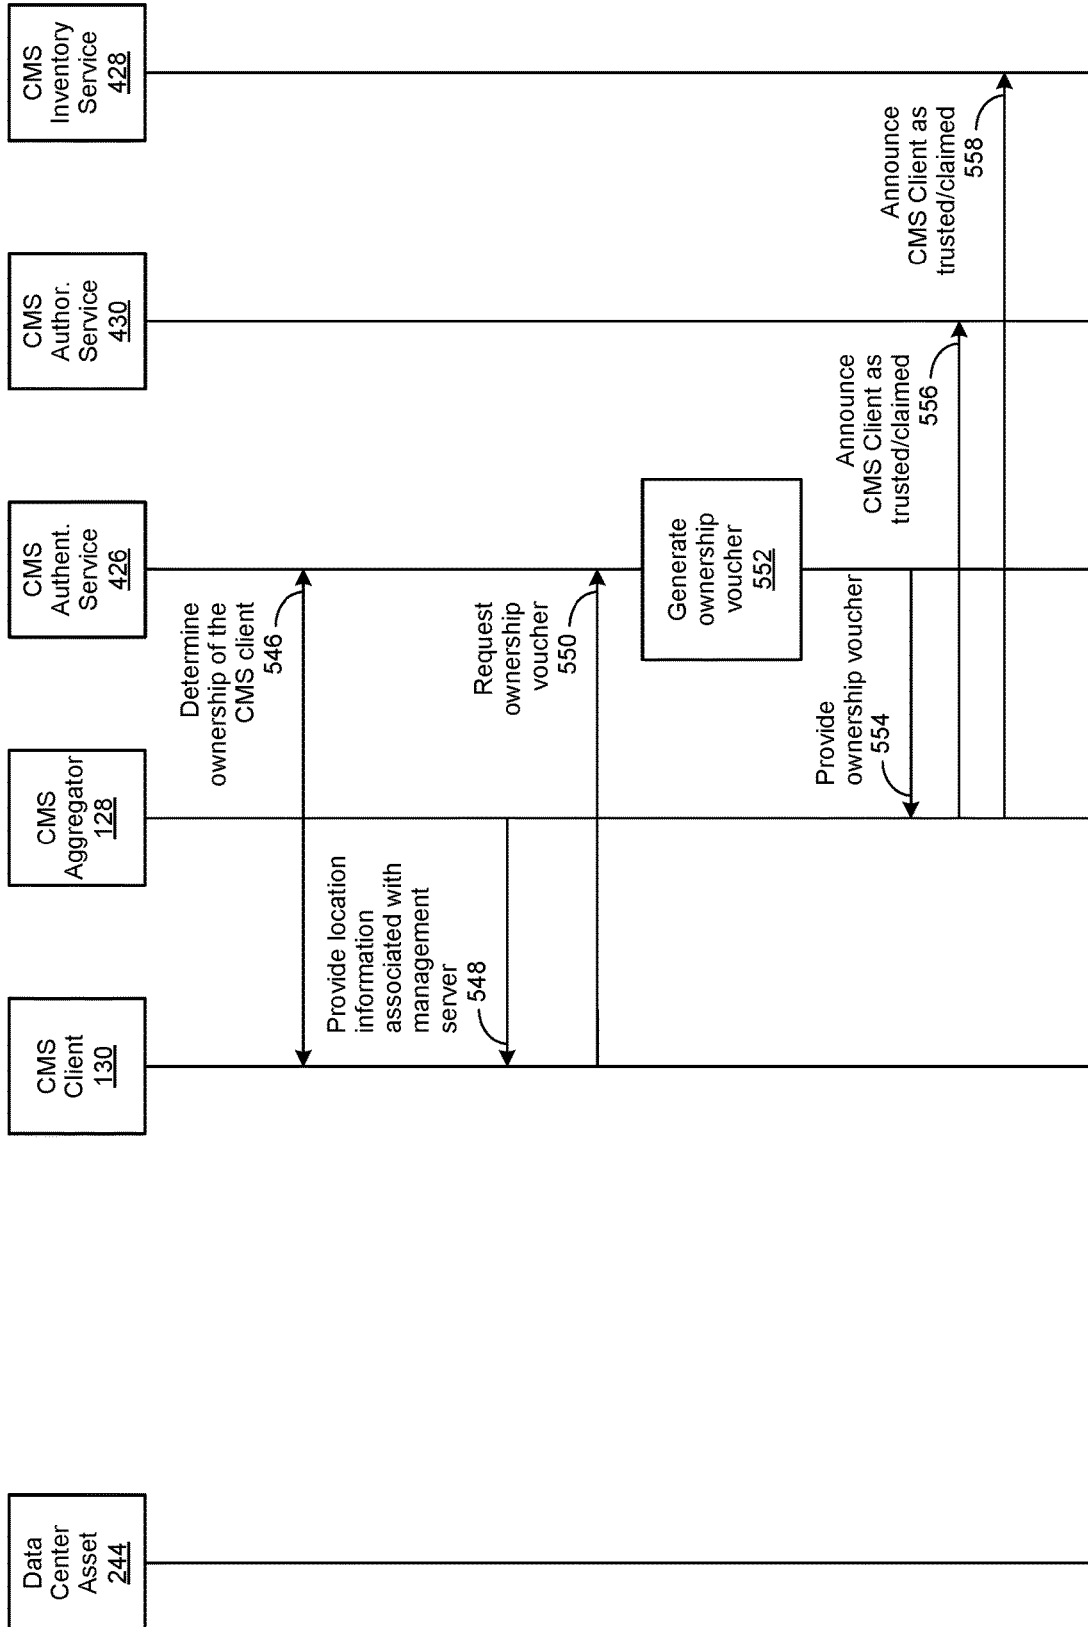 Data
Center
Asset
244
CMS
Client
130
CMS
Aggregator
128
CMS
Authent.
Service
426
CMS
Author.
Service
430
CMS
Inventory
Service
428
Determine
ownership of the
CMS client
546
Provide location
information
associated with
management
server
548
Request
ownership
voucher
550
Generate
ownership
voucher
552
Provide
ownership voucher
554
Announce
CMS Client as
trusted/claimed
556
Announce
CMS Client as
trusted/claimed
558